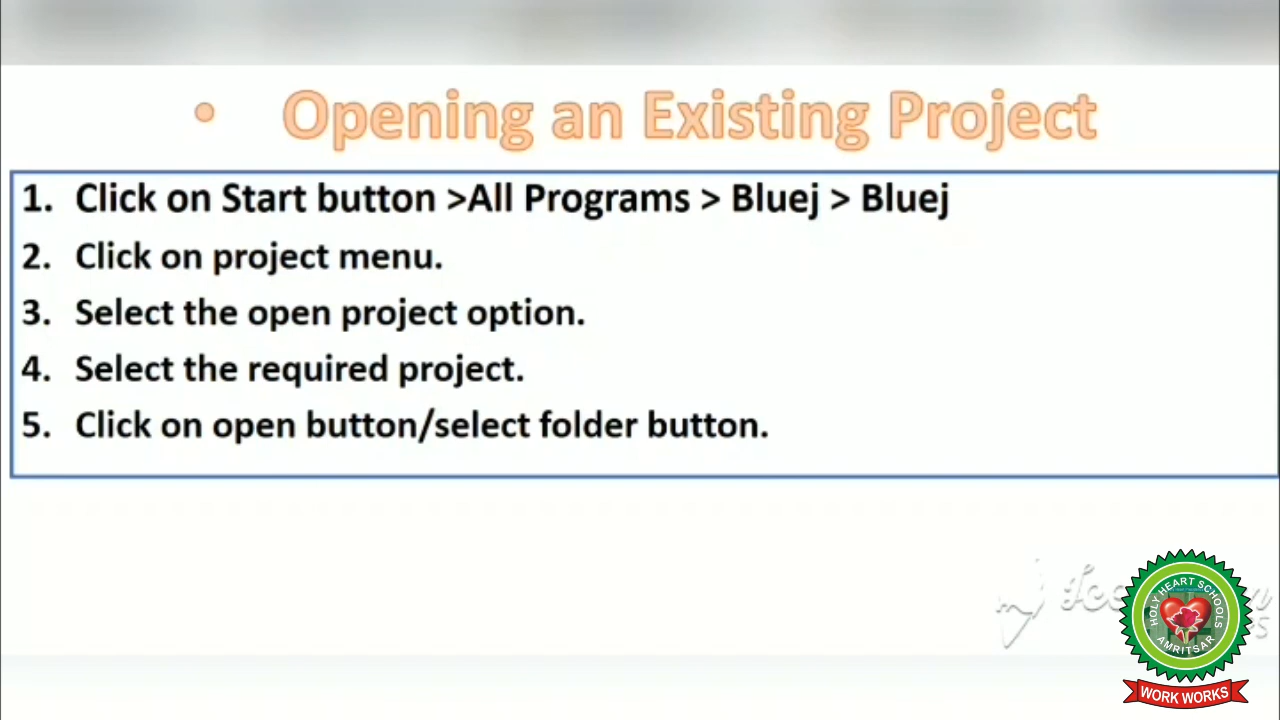 • Opening an Existing Project
1. Click on Start button >All Programs > Bluej > Bluej
2. Click on project menu.
3. Select the open project option.
4. Select the required project.
5. Click on open button/select folder button.
HOLY HEART SCHOOLS
AMRITSAR
WORK WORKS